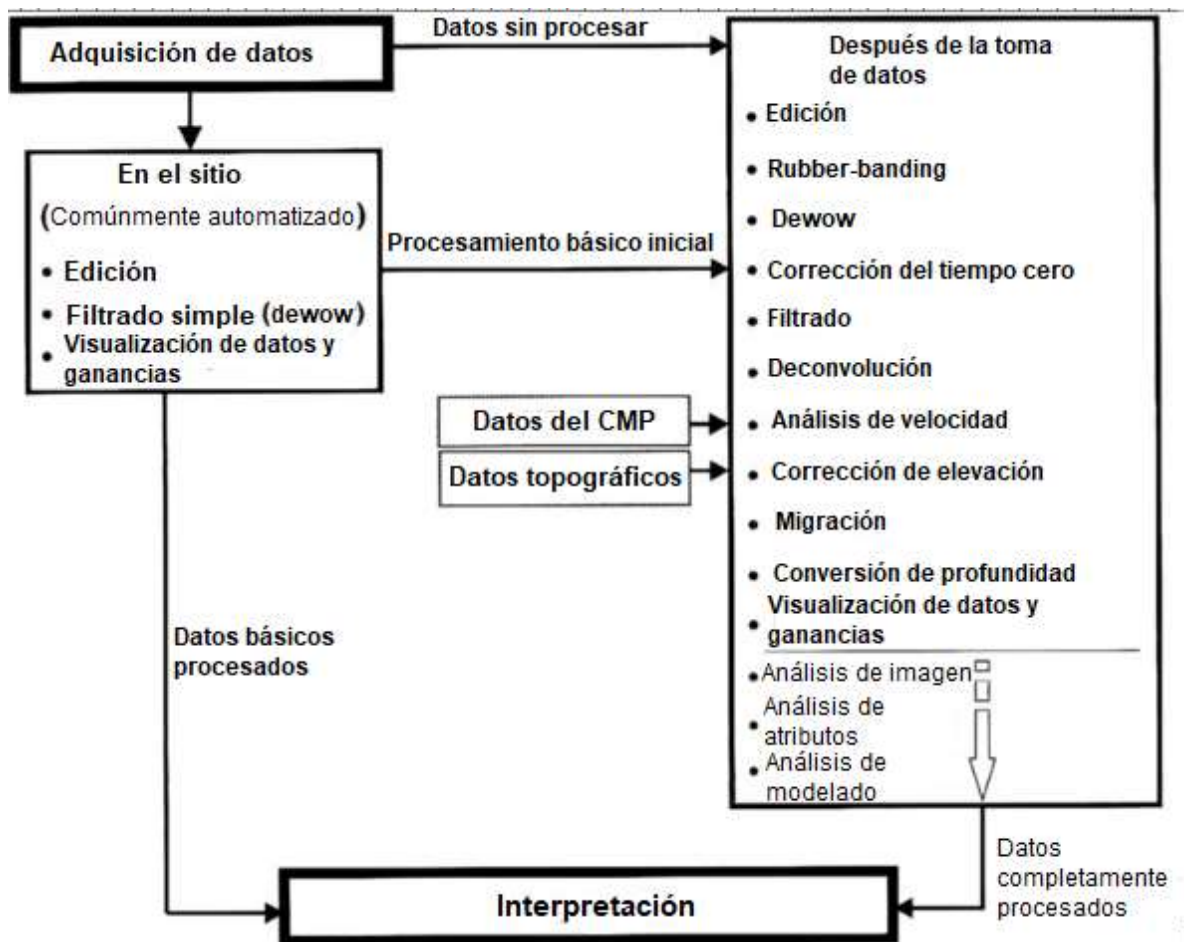 Adquisición de datos
Datos sin procesar
En el sitio
(Comúnmente automatizado)
• Edición
• Filtrado simple (dewow)
• Visualización de datos y
ganancias
Procesamiento básico inicial
Datos del CMP
Datos topográficos
Después de la toma
de datos
• Edición
• Rubber-banding
• Dewow
• Corrección del tiempo cero
• Filtrado
• Deconvolución
• Análisis de velocidad
• Corrección de elevación
• Migración
• Conversión de profundidad
• Visualización de datos y
ganancias
• Análisis de imagen
• Análisis de
atributos
• Análisis de
modelado
Datos básicos
procesados
Datos
completamente
procesados
Interpretación